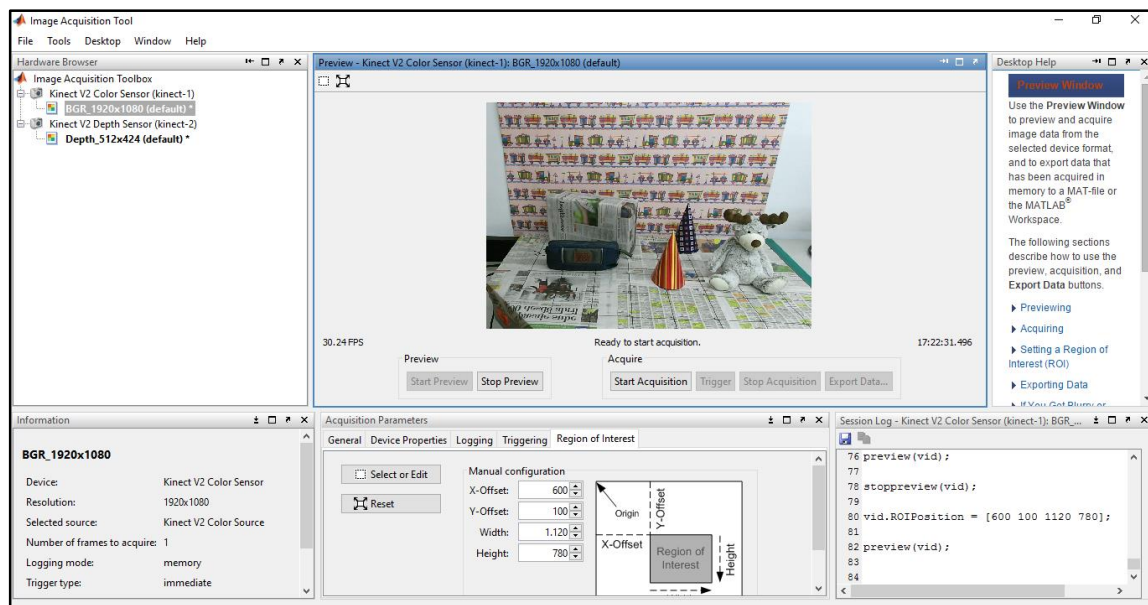 Image Acquisition Tool
File Tools Desktop Window Help
Hardware Browser
Image Acquisition Toolbox
Kinect V2 Color Sensor (kinect-1)
BGR_1920x1080 (default) *
Kinect V2 Depth Sensor (kinect-2)
Depth_512x424 (default) *
Preview - Kinect V2 Color Sensor (kinect-1): BGR_1920x1080 (default)
30.24 FPS
Ready to start acquisition.
17:22:31.496
Preview
Start Preview Stop Preview
Acquire
Start Acquisition Trigger Stop Acquisition Export Data...
Desktop Help
Preview Window
Use the Preview Window
to preview and acquire
image data from the
selected device format,
and to export data that
has been acquired in
memory to a MAT-file or
the MATLAB®
Workspace.
The following sections
describe how to use the
preview, acquisition, and
Export Data buttons.
Previewing
Acquiring
Setting a Region of
Interest (ROI)
Exporting Data
If You Got Blurry or
Information
BGR_1920x1080
Device: Kinect V2 Color Sensor
Resolution: 1920x1080
Selected source: Kinect V2 Color Source
Number of frames to acquire: 1
Logging mode: memory
Trigger type: immediate
Acquisition Parameters
General Device Properties Logging Triggering Region of Interest
Select or Edit
Reset
Manual configuration
X-Offset: 600
Y-Offset: 100
Width: 1.120
Height: 780
Origin
Y-Offset
X-Offset
Region of
Interest
Height
Session Log - Kinect V2 Color Sensor (kinect-1): BGR_...
76 preview(vid);
77
78 stoppreview(vid);
79
80 vid.ROIPosition = [600 100 1120 780];
81
82 preview(vid);
83
84